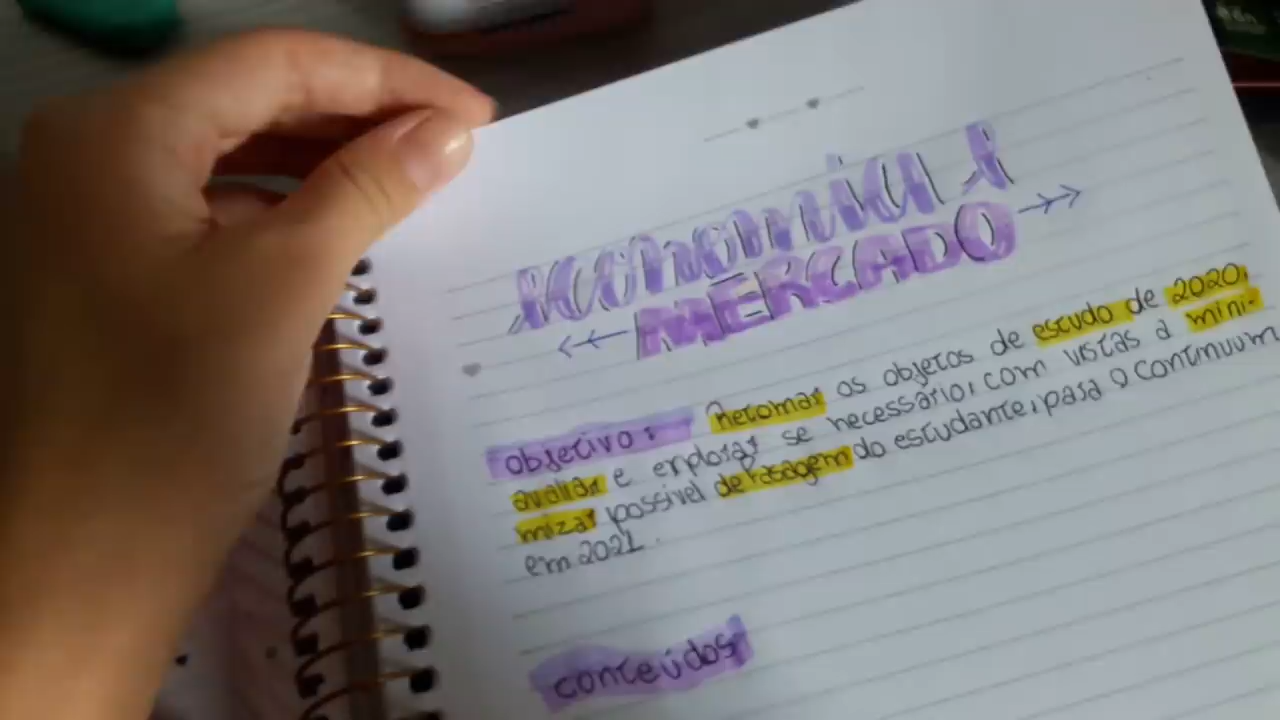 economia e
MERCADO
objetivo: Retomar os objetos de estudo de 2020,
avaliar e explorar se necessário, com vistas a mini-
mizar possível defasagem do estudante, para o continuum
em 2021.
conteúdos: